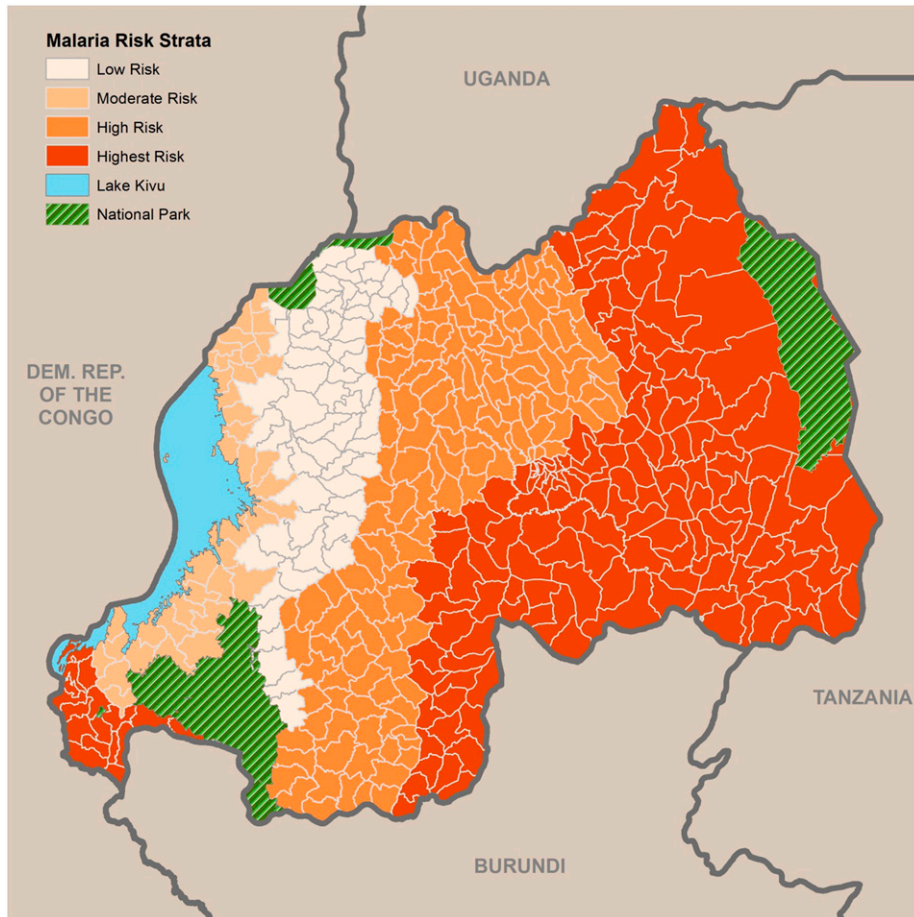 Malaria Risk Strata
Low Risk
Moderate Risk
High Risk
Highest Risk
Lake Kivu
National Park
UGANDA
DEM. REP.
OF THE
CONGO
TANZANIA
BURUNDI